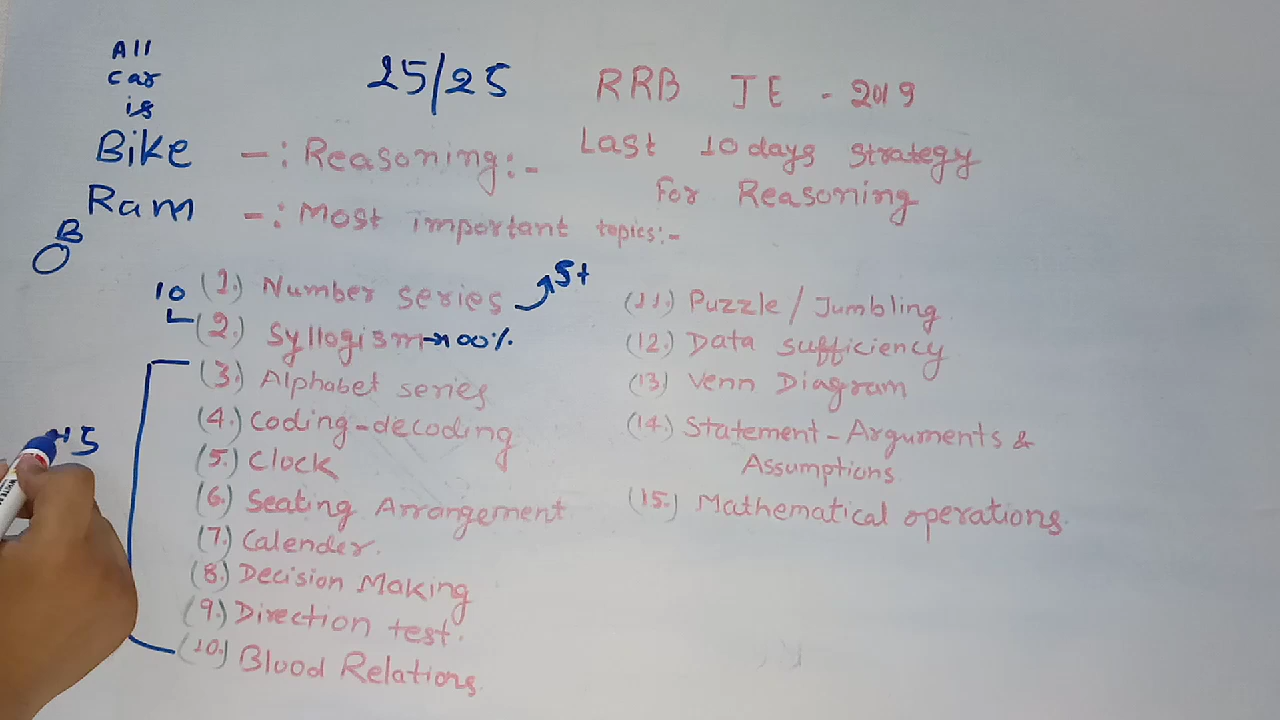 All
car
is
Bike
Ram
B
25/25
RRB JE - 2019
Last 10 days strategy
For Reasoning
-: Reasoning:-
-: Most important topics:-
10
(1.) Number series
5+
(2.) Syllogism → 100%.
(3.) Alphabet series
(4.) Coding-decoding
(5.) Clock
(6.) Seating Arrangement
(7.) Calender.
(8.) Decision Making
(9.) Direction test.
(10.) Blood Relations
(11.) Puzzle / Jumbling
(12.) Data sufficiency
(13) Venn Diagram
(14.) Statement - Arguments &
Assumptions
(15.) Mathematical operations.